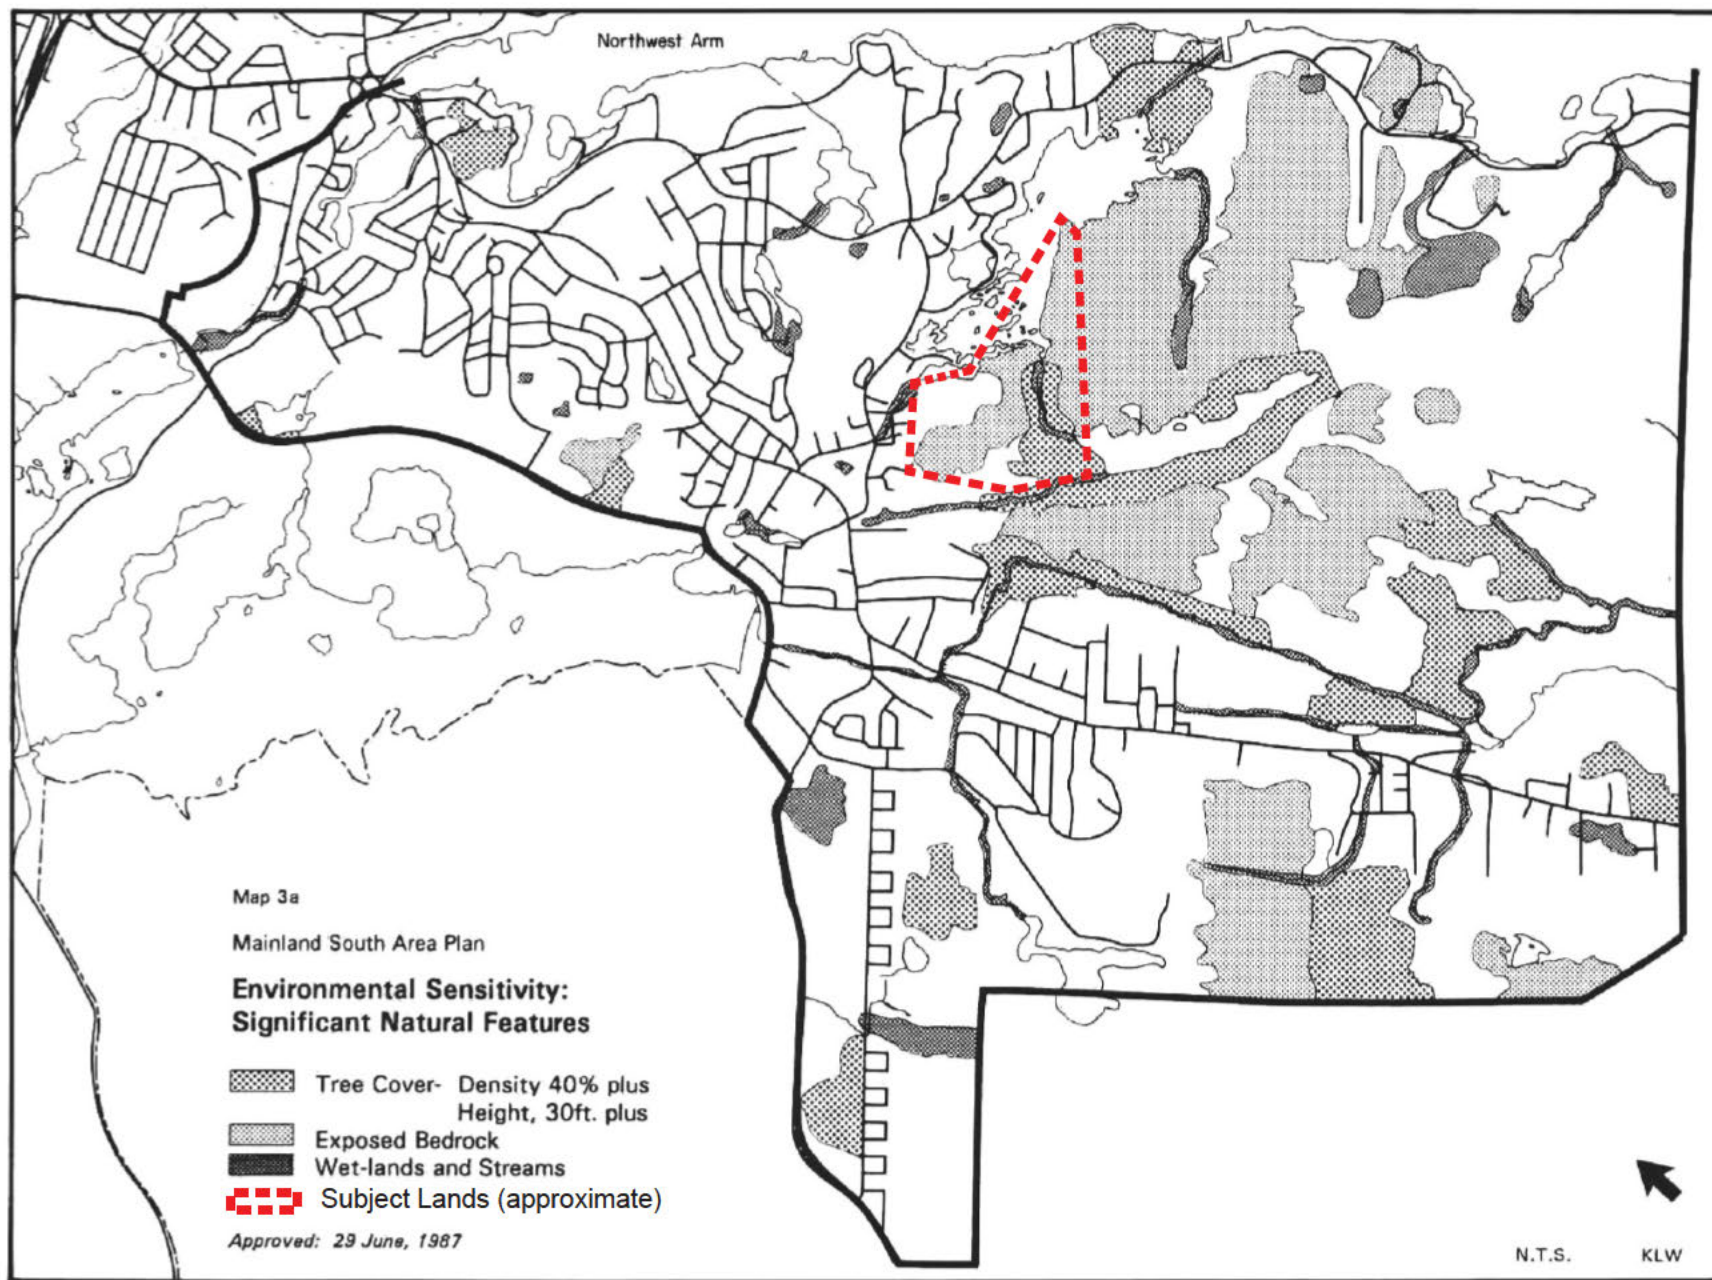 Northwest Arm
Map 3a
Mainland South Area Plan
Environmental Sensitivity:
Significant Natural Features
Tree Cover- Density 40% plus
Height, 30ft. plus
Exposed Bedrock
Wet-lands and Streams
Subject Lands (approximate)
Approved: 29 June, 1987
N.T.S. KLW